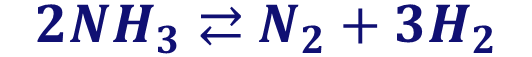 2NH₃ ⇄ N₂ + 3H₂